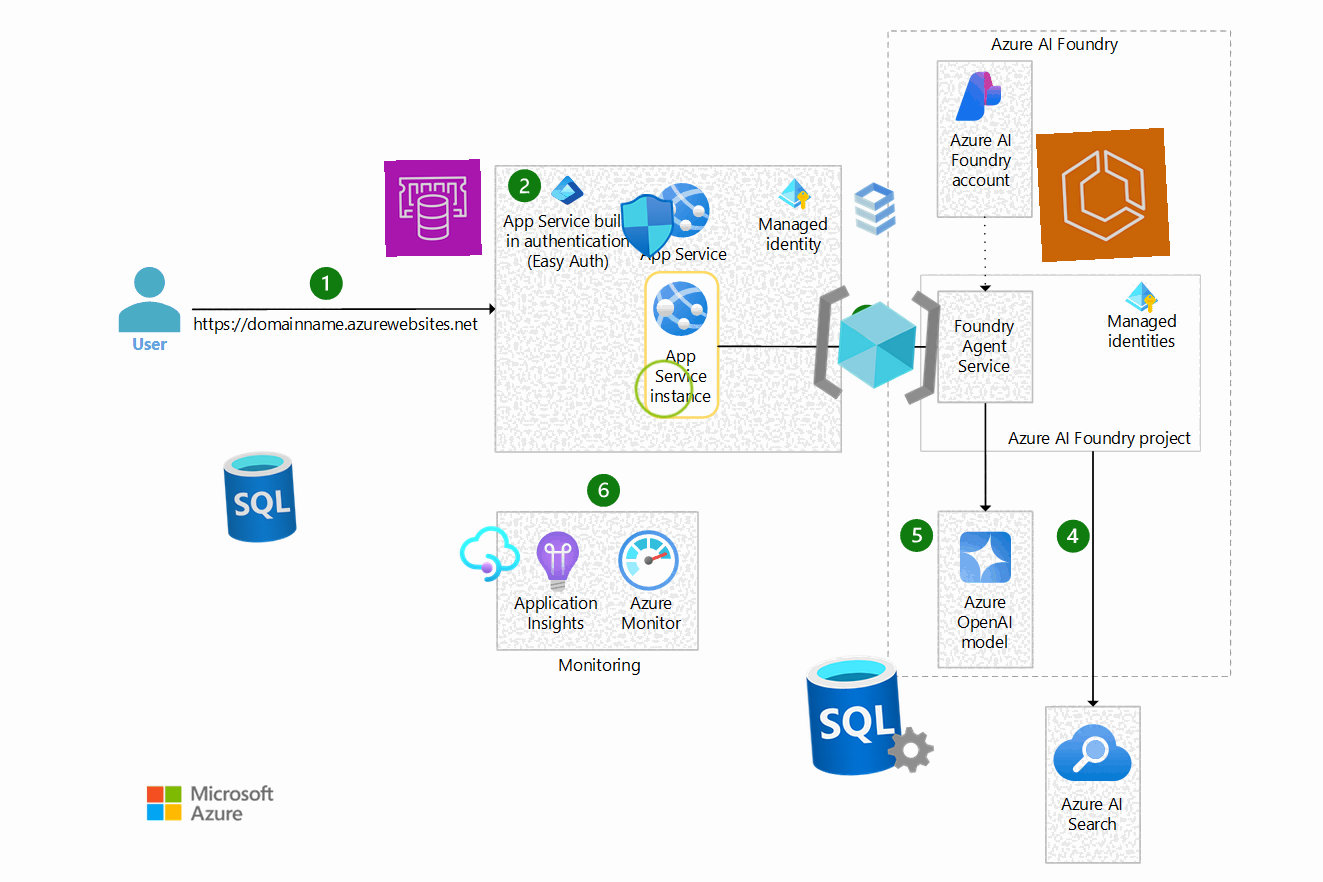 Azure AI Foundry
Azure AI
Foundry
account
2
App Service
in authentication
(Easy Auth)
App Service
Managed
identity
1
https://domainname.azurewebsites.net
User
App
Service
instance
Foundry
Agent
Service
Managed
identities
Azure AI Foundry project
SQL
6
Application
Insights
Azure
Monitor
Monitoring
5
4
Azure
OpenAI
model
SQL
Azure AI
Search
Microsoft
Azure